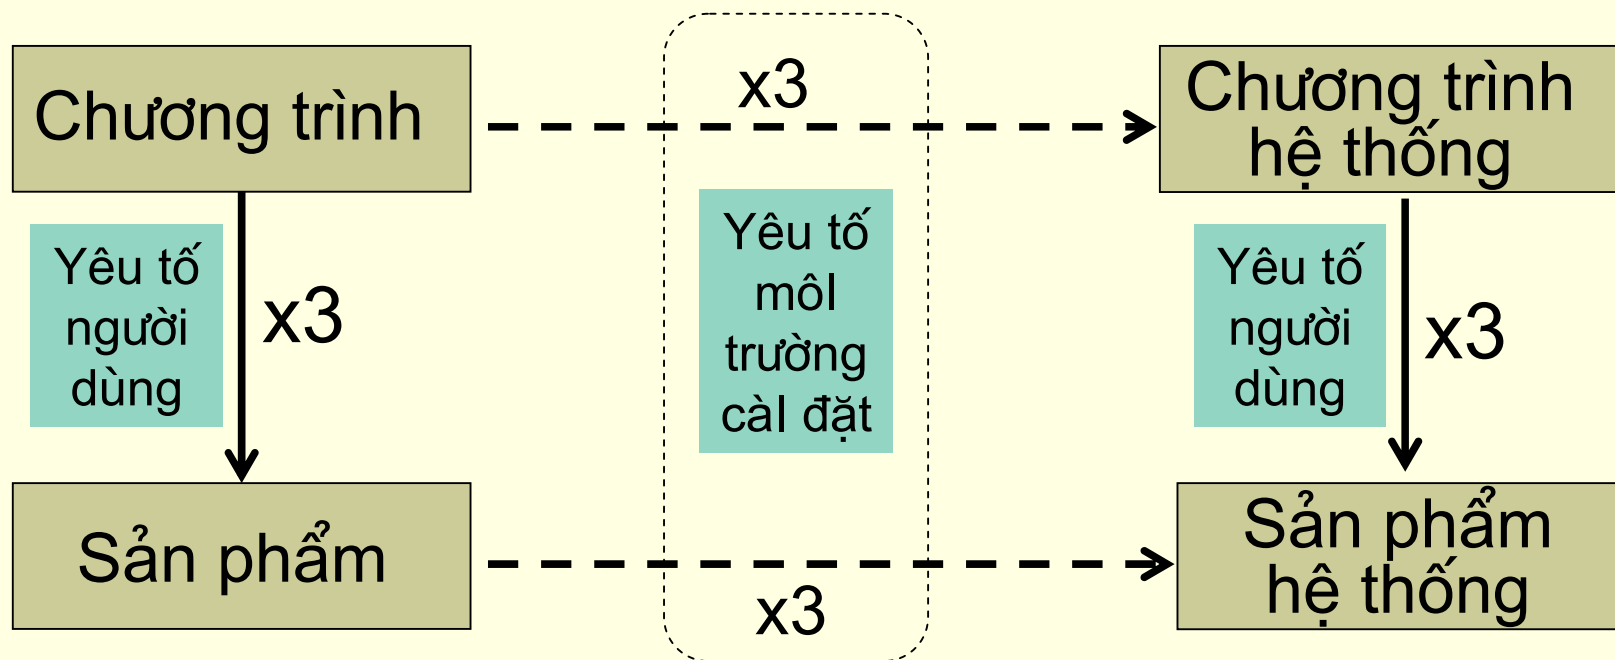 Chương trình
x3
Chương trình
hệ thống
Yêu tố
người
dùng
x3
Yêu tố
môI
trường
càI đặt
Yêu tố
người
dùng
x3
Sản phẩm
x3
Sản phẩm
hệ thống